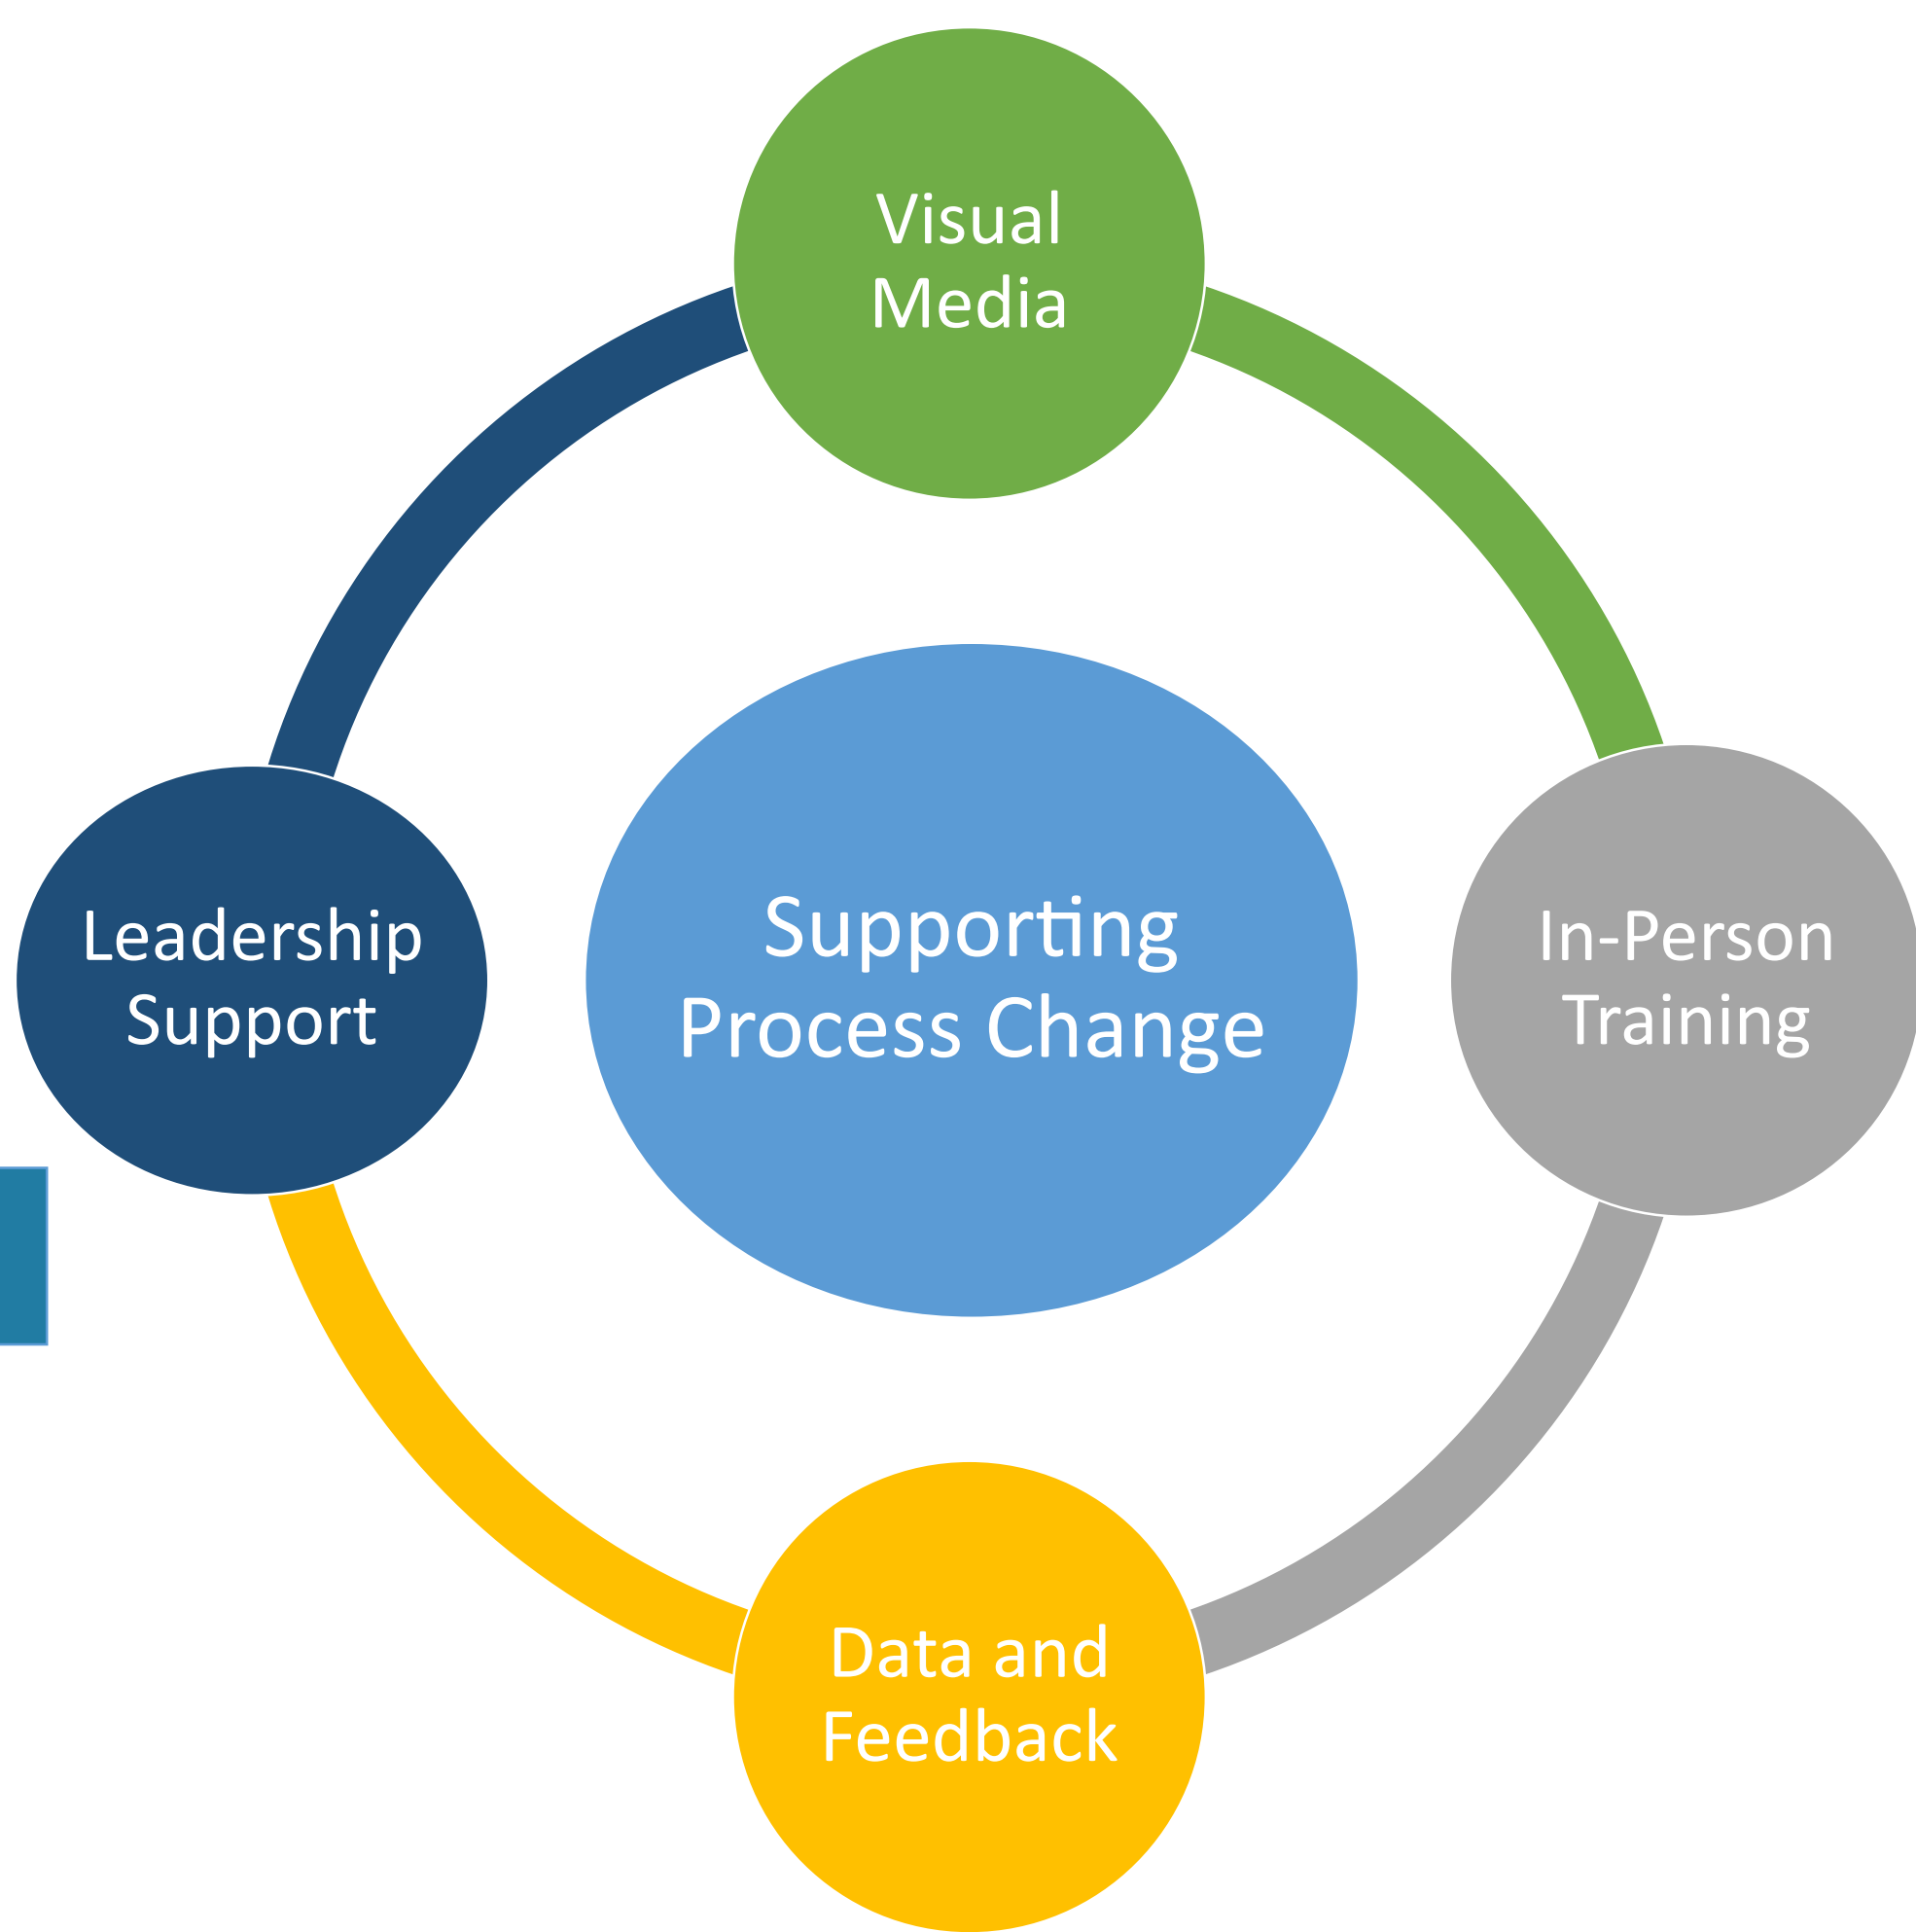 Visual
Media
Leadership
Support
Supporting
Process Change
In-Person
Training
Data and
Feedback